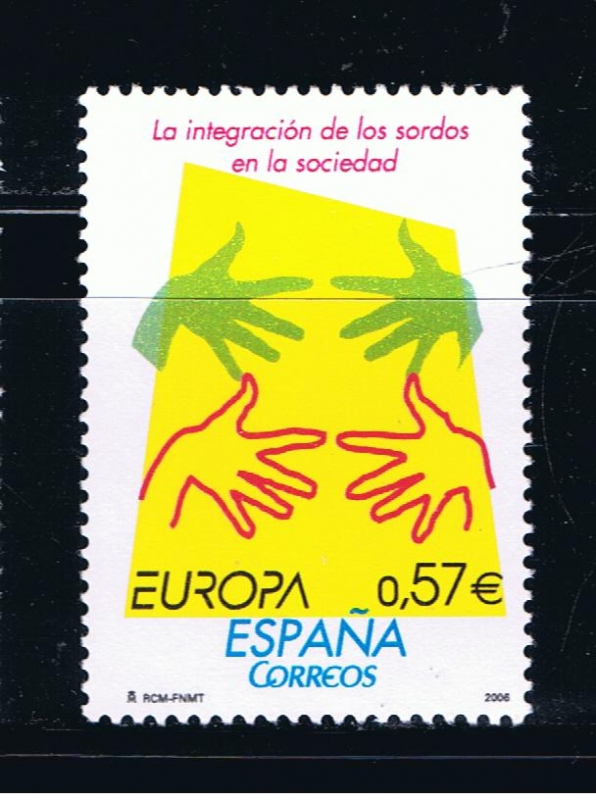 La integración de los sordos
en la sociedad
EUROPA 0,57€
ESPAÑA
CORREOS
RCM-FNMT 2006